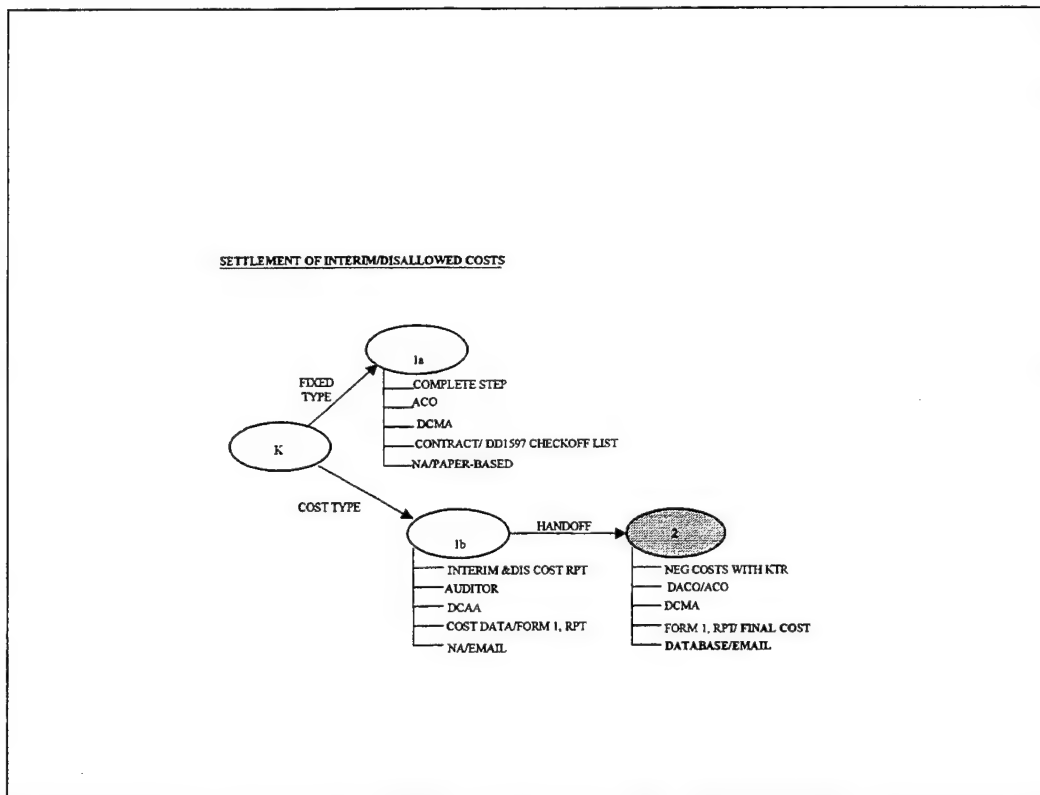 SETTLEMENT OF INTERIM/DISALLOWED COSTS
1a
FIXED
TYPE
COMPLETE STEP
ACO
DCMA
CONTRACT/ DD1597 CHECKOFF LIST
NA/PAPER-BASED
K
COST TYPE
1b
HANDOFF
2
INTERIM &DIS COST RPT
AUDITOR
DCAA
COST DATA/FORM 1, RPT
NA/EMAIL
NEG COSTS WITH KTR
DACO/ACO
DCMA
FORM 1, RPT/ FINAL COST
DATABASE/EMAIL